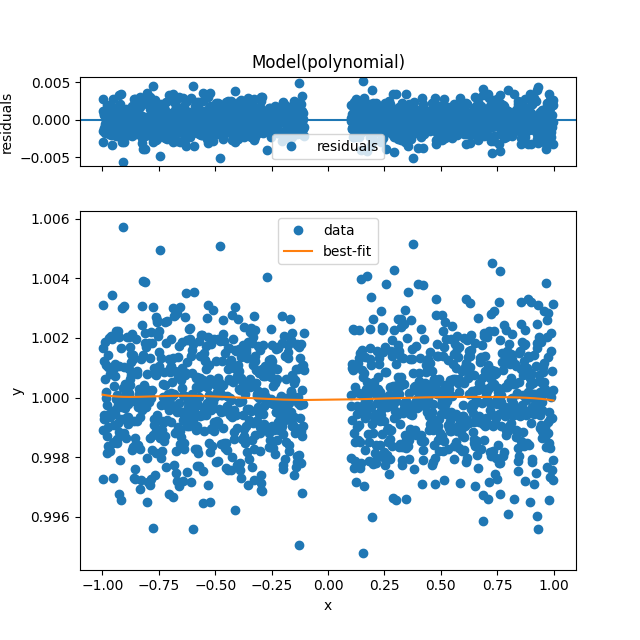 Model(polynomial)
0.005
0.000
−0.005
residuals
residuals
1.006
1.004
1.002
1.000
0.998
0.996
y
data
best-fit
−1.00 −0.75 −0.50 −0.25 0.00 0.25 0.50 0.75 1.00
x